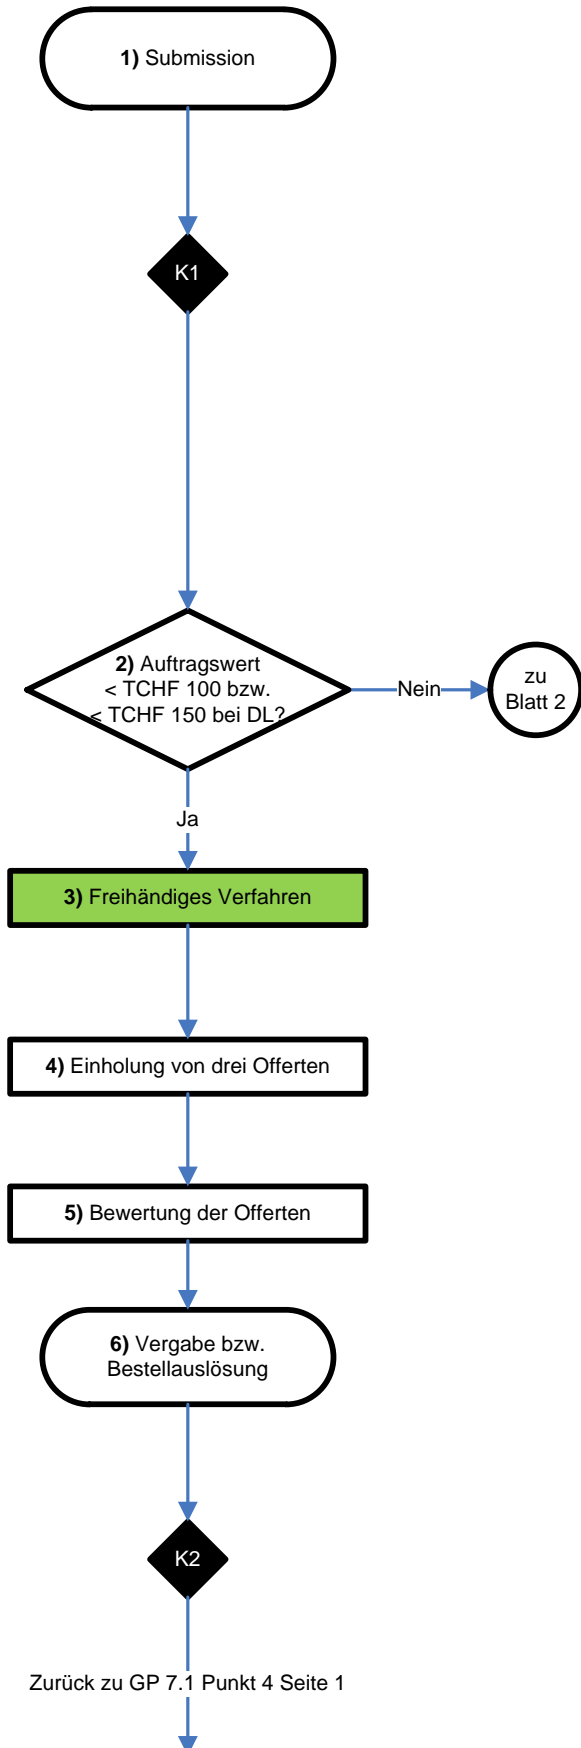 1) Submission
K1
2) Auftragswert
< TCHF 100 bzw.
< TCHF 150 bei DL?
Nein
zu
Blatt 2
Ja
3) Freihändiges Verfahren
4) Einholung von drei Offerten
5) Bewertung der Offerten
6) Vergabe bzw.
Bestellauslösung
K2
Zurück zu GP 7.1 Punkt 4 Seite 1